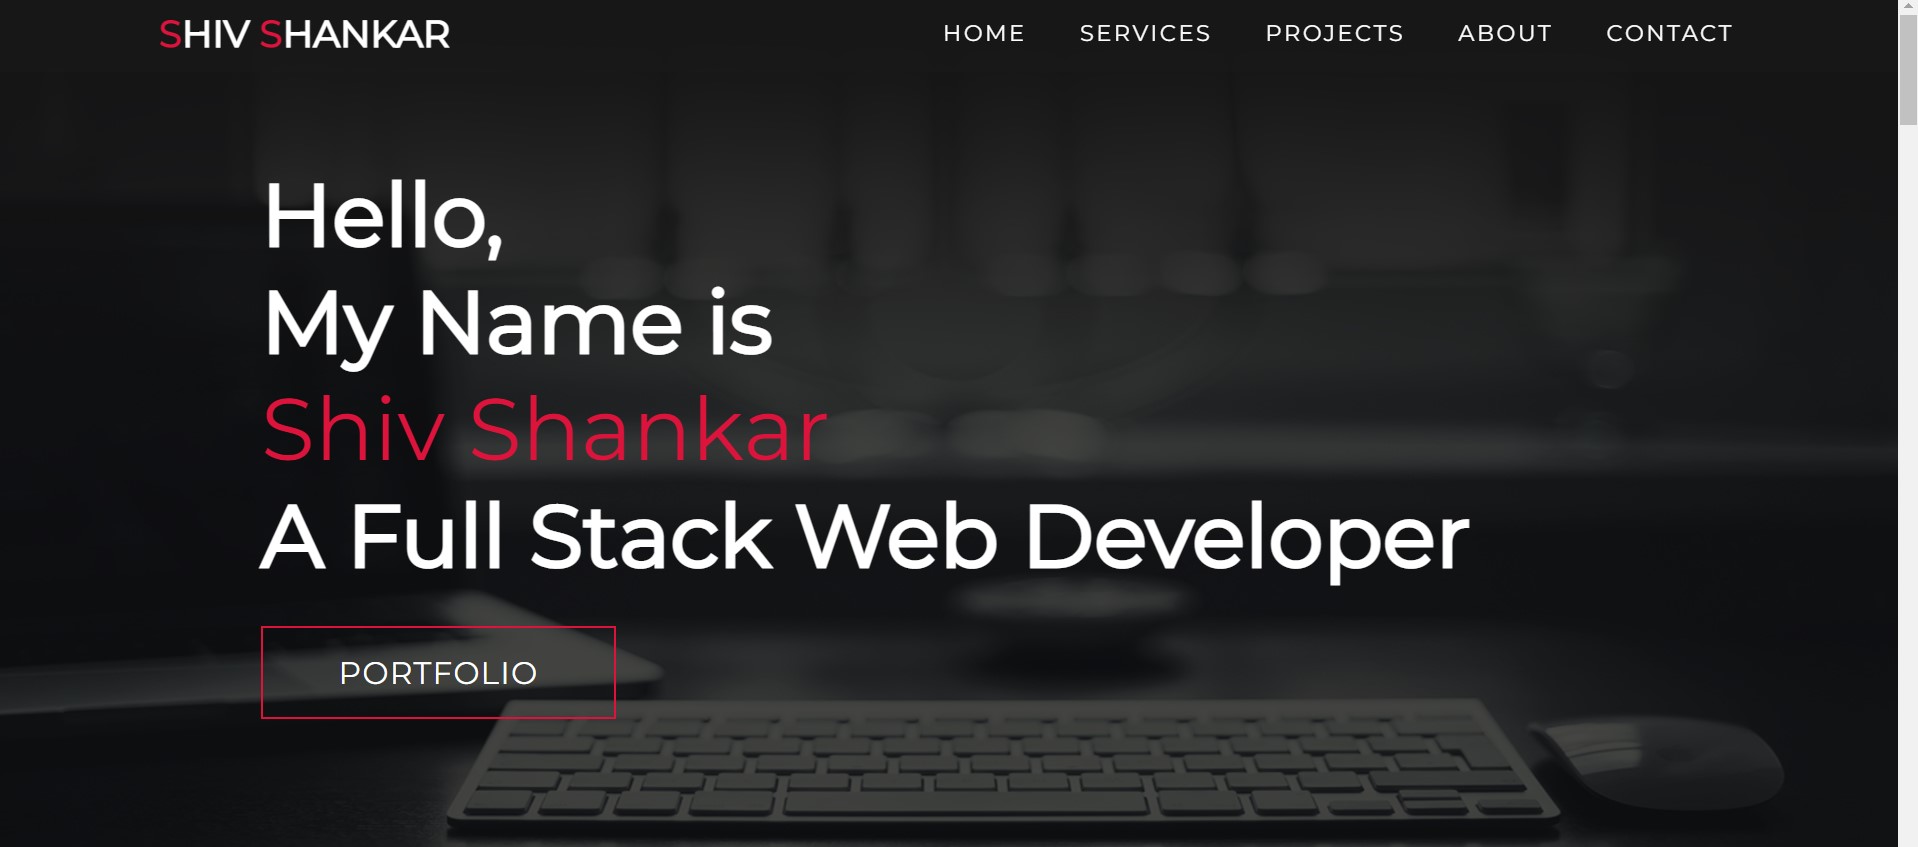 SHIV SHANKAR
HOME SERVICES PROJECTS ABOUT CONTACT
Hello,
My Name is
Shiv Shankar
A Full Stack Web Developer
PORTFOLIO